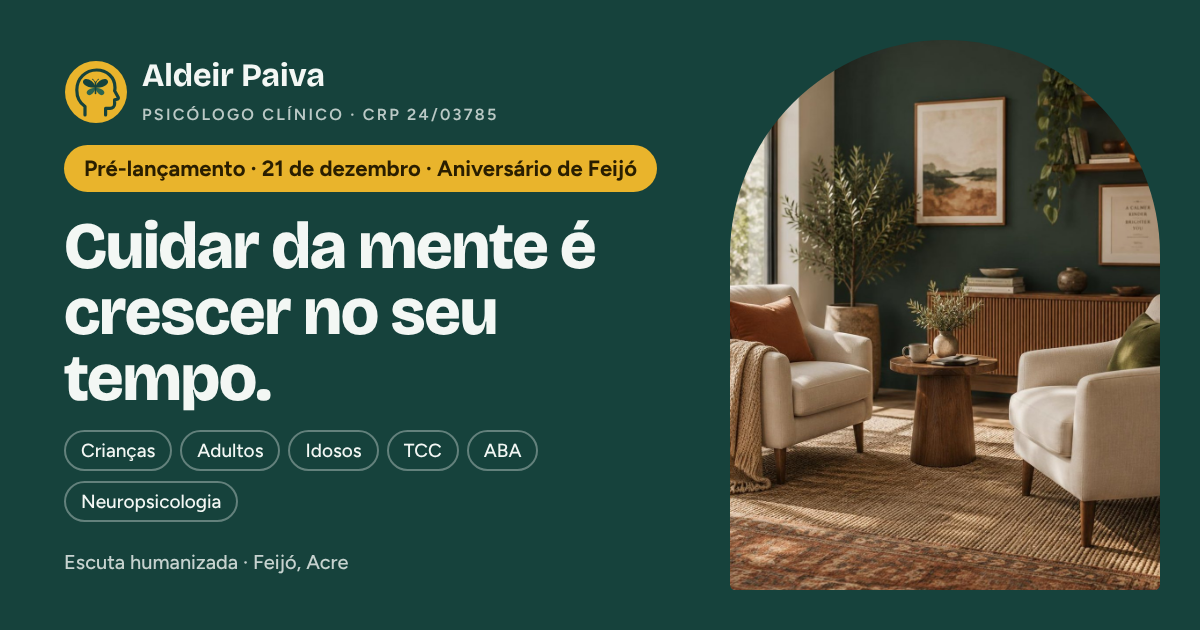 Aldeir Paiva
PSICÓLOGO CLÍNICO · CRP 24/03785
Pré-lançamento · 21 de dezembro · Aniversário de Feijó
Cuidar da mente é
crescer no seu
tempo.
Crianças
Adultos
Idosos
TCC
ABA
Neuropsicologia
Escuta humanizada · Feijó, Acre